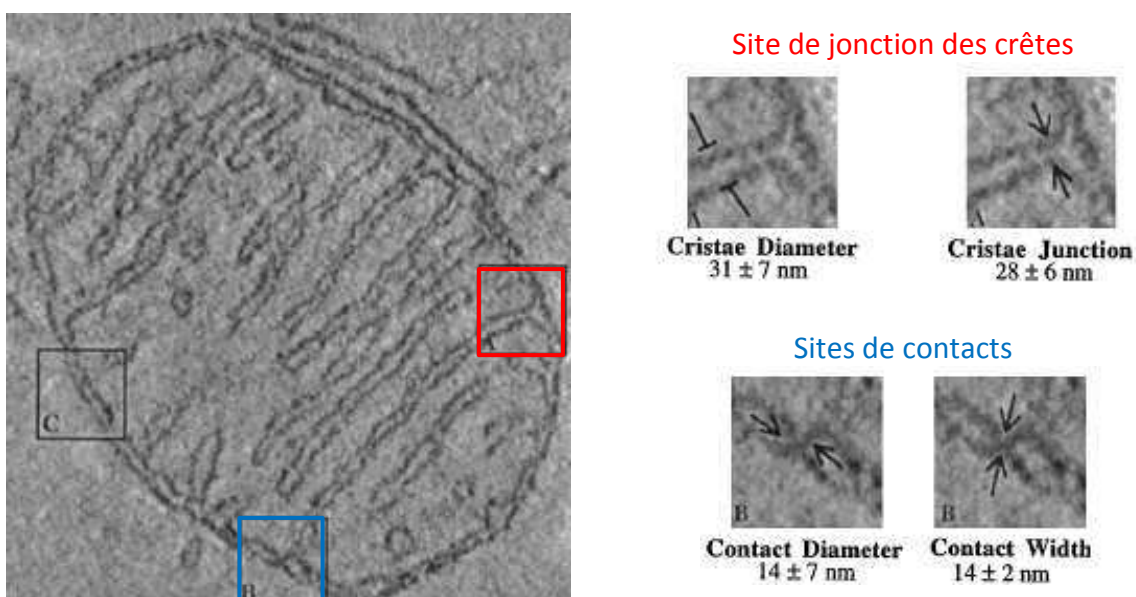 Site de jonction des crêtes
A
A
Cristae Diameter
31 ± 7 nm
Cristae Junction
28 ± 6 nm
A
C
B
Sites de contacts
B
B
Contact Diameter
14 ± 7 nm
Contact Width
14 ± 2 nm